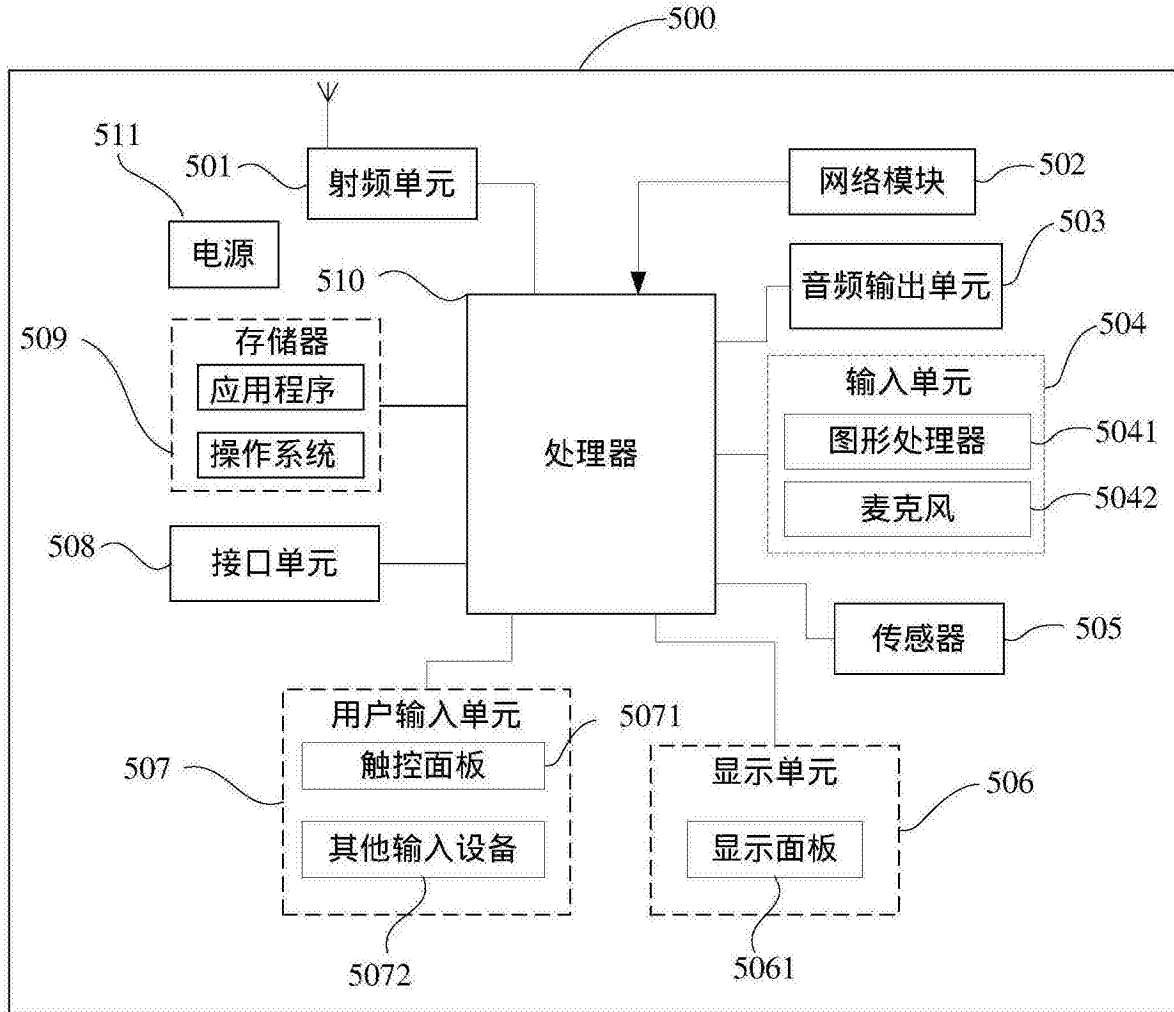 500
511
501
射频单元
网络模块
502
电源
503
音频输出单元
510
509
存储器
应用程序
操作系统
504
输入单元
图形处理器
5041
麦克风
5042
处理器
508
接口单元
传感器
505
用户输入单元
5071
507
触控面板
其他输入设备
5072
显示单元
506
显示面板
5061